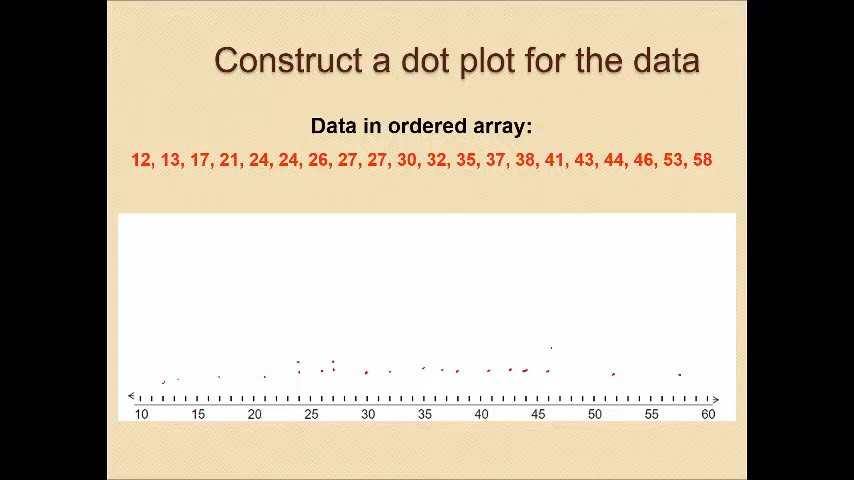 Construct a dot plot for the data
Data in ordered array:
12, 13, 17, 21, 24, 24, 26, 27, 27, 30, 32, 35, 37, 38, 41, 43, 44, 46, 53, 58
10 15 20 25 30 35 40 45 50 55 60